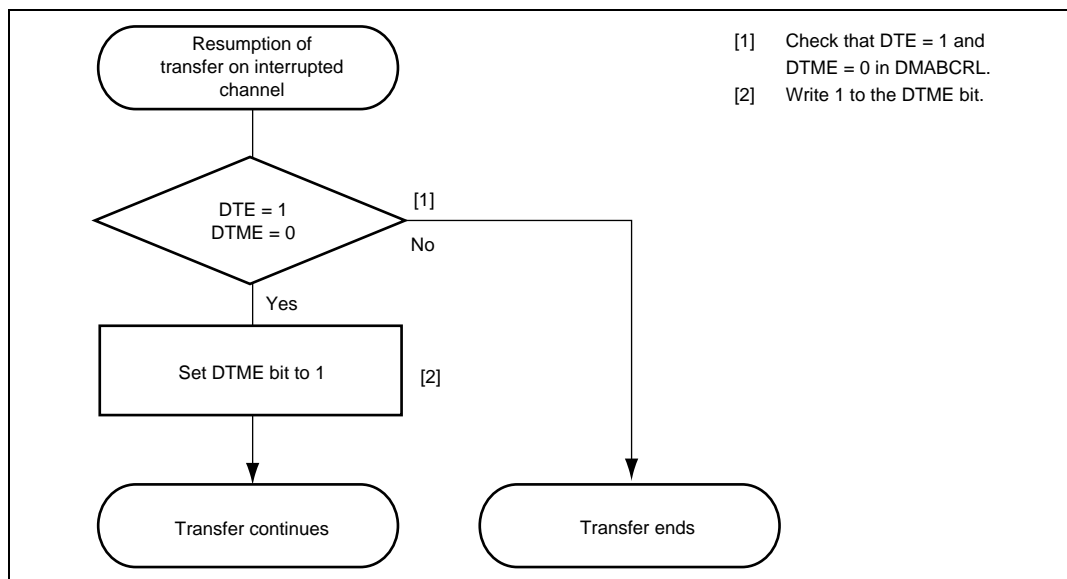 Resumption of
transfer on interrupted
channel
[1] Check that DTE = 1 and
DTME = 0 in DMABCRL.
[2] Write 1 to the DTME bit.
DTE = 1
DTME = 0
[1]
No
Yes
Set DTME bit to 1
[2]
Transfer continues
Transfer ends